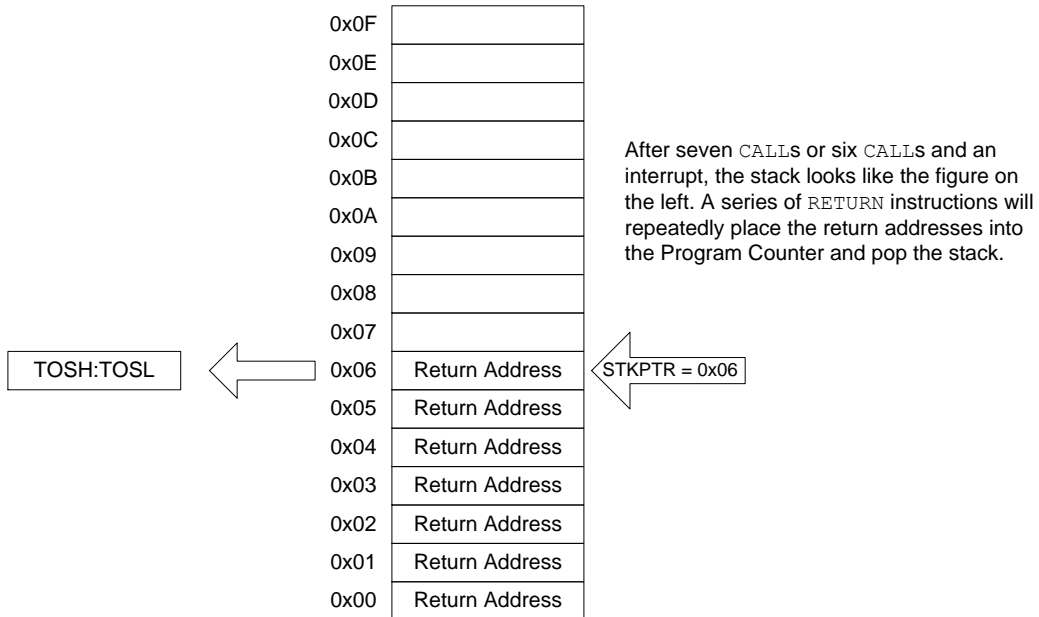 0x0F
0x0E
0x0D
0x0C
0x0B
0x0A
0x09
0x08
0x07
After seven CALLs or six CALLs and an
interrupt, the stack looks like the figure on
the left. A series of RETURN instructions will
repeatedly place the return addresses into
the Program Counter and pop the stack.
TOSH:TOSL
0x06 Return Address
STKPTR = 0x06
0x05 Return Address
0x04 Return Address
0x03 Return Address
0x02 Return Address
0x01 Return Address
0x00 Return Address